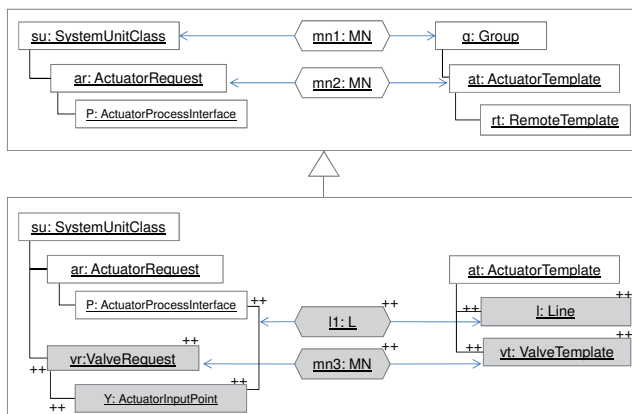 su: SystemUnitClass
mn1: MN
g: Group
ar: ActuatorRequest
mn2: MN
at: ActuatorTemplate
P: ActuatorProcessInterface
rt: RemoteTemplate
su: SystemUnitClass
ar: ActuatorRequest
at: ActuatorTemplate
P: ActuatorProcessInterface
++
++
++
++
l1: L
l: Line
++
++
++
++
vr:ValveRequest
mn3: MN
vt: ValveTemplate
++
++
++
Y: ActuatorInputPoint